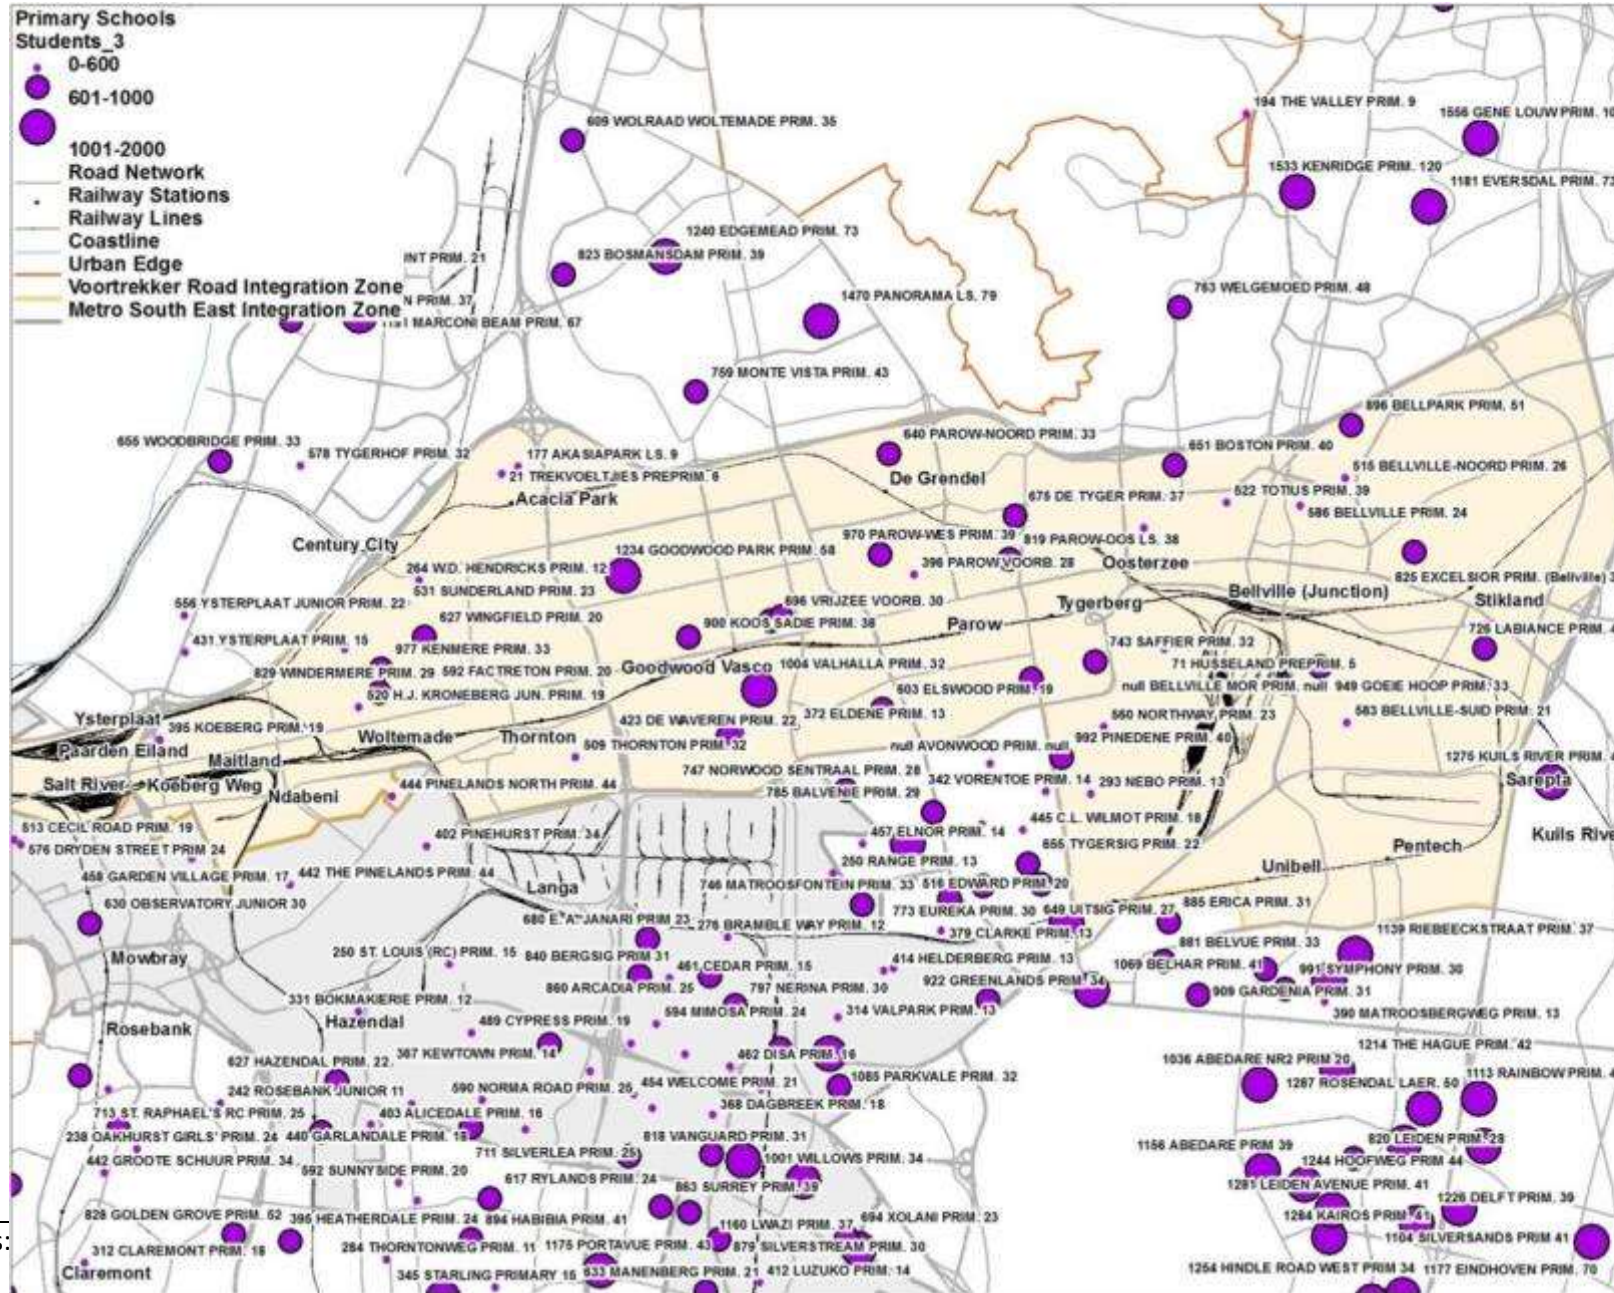 Primary Schools
Students_3
0-600
601-1000
1001-2000
Road Network
Railway Stations
Railway Lines
Coastline
Urban Edge
Voortrekker Road Integration Zone
Metro South East Integration Zone
194 THE VALLEY PRIM. 9
1556 GENE LOUW PRIM. 10
609 WOLRAAD WOLTEMADE PRIM. 35
1533 KENRIDGE PRIM. 120
1181 EVERSDAL PRIM. 73
1240 EDGEMEAD PRIM. 73
823 BOSMANSDAM PRIM. 39
INT PRIM. 21
763 WELGEMOED PRIM. 48
1470 PANORAMA LS. 79
N PRIM. 37
MARCONI BEAM PRIM. 67
759 MONTE VISTA PRIM. 43
896 BELLPARK PRIM. 51
655 WOODBRIDGE PRIM. 33
578 TYGERHOF PRIM. 32
177 AKASIAPARK LS. 9
21 TREKVOELTJIES PREPRIM. 6
Acacia Park
640 PAROW-NOORD PRIM. 33
De Grendel
651 BOSTON PRIM. 40
515 BELLVILLE-NOORD PRIM. 26
522 TOTIUS PRIM. 39
586 BELLVILLE PRIM. 24
675 DE TYGER PRIM. 37
970 PAROW-WES PRIM. 39
819 PAROW-OOS LS. 38
Century City
1234 GOODWOOD PARK PRIM. 58
396 PAROW VOORB. 28
Oosterzee
264 W.D. HENDRICKS PRIM. 12
531 SUNDERLAND PRIM. 23
825 EXCELSIOR PRIM. (Bellville) 3
Bellville (Junction)
Stikland
556 YSTERPLAAT JUNIOR PRIM. 22
627 WINGFIELD PRIM. 20
696 VRIJZEE VOORB. 30
900 KOOS SADIE PRIM. 36
Parow
Tygerberg
726 LABIANCE PRIM. 4
431 YSTERPLAAT PRIM. 15
977 KENMERE PRIM. 33
743 SAFFIER PRIM. 32
829 WINDERMERE PRIM. 29
592 FACTRETON PRIM. 20
Goodwood Vasco
1004 VALHALLA PRIM. 32
71 HUSSELAND PREPRIM. 5
520 H.J. KRONEBERG JUN. PRIM. 19
603 ELSWOOD PRIM. 19
null BELLVILLE MOR PRIM. null
949 GOEIE HOOP PRIM. 33
Ysterplaat
395 KOEBERG PRIM. 19
423 DE WAVEREN PRIM. 22
372 ELDENE PRIM. 13
560 NORTHWAY PRIM. 23
583 BELLVILLE-SUID PRIM. 21
Paarden Eiland
Woltemade
Thornton
509 THORNTON PRIM. 32
null AVONWOOD PRIM. null
992 PINEDENE PRIM. 40
1275 KUILS RIVER PRIM. 4
Maitland
Salt River
Koeberg Weg
Ndabeni
444 PINELANDS NORTH PRIM. 44
747 NORWOOD SENTRAAL PRIM. 28
785 BALVENIE PRIM. 29
342 VORENTOE PRIM. 14
293 NEBO PRIM. 13
Sarepta
513 CECIL ROAD PRIM. 19
576 DRYDEN STREET PRIM 24
402 PINEHURST PRIM. 34
457 ELNOR PRIM. 14
445 C.L. WILMOT PRIM. 18
655 TYGERSIG PRIM. 22
Kuils Rive
Pentech
Unibell
458 GARDEN VILLAGE PRIM. 17
442 THE PINELANDS PRIM. 44
Langa
250 RANGE PRIM. 13
746 MATROOSFONTEIN PRIM. 33
516 EDWARD PRIM. 20
630 OBSERVATORY JUNIOR 30
680 E.A. JANARI PRIM 23
276 BRAMBLE WAY PRIM. 12
773 EUREKA PRIM. 30
649 UITSIG PRIM. 27
885 ERICA PRIM. 31
379 CLARKE PRIM. 13
1139 RIEBEECKSTRAAT PRIM. 37
Mowbray
250 ST. LOUIS (RC) PRIM. 15
840 BERGSIG PRIM 31
461 CEDAR PRIM. 15
414 HELDERBERG PRIM. 13
881 BELVUE PRIM. 33
1069 BELHAR PRIM. 41
991 SYMPHONY PRIM. 30
860 ARCADIA PRIM. 25
797 NERINA PRIM. 30
922 GREENLANDS PRIM. 34
909 GARDENIA PRIM. 31
331 BOKMAKIERIE PRIM. 12
Hazendal
594 MIMOSA PRIM. 24
314 VALPARK PRIM. 13
390 MATROOSBERGWEG PRIM. 13
Rosebank
489 CYPRESS PRIM. 19
367 KEWTOWN PRIM. 14
462 DISA PRIM. 16
1214 THE HAGUE PRIM. 42
627 HAZENDAL PRIM. 22
1036 ABEDARE NR2 PRIM 20
242 ROSEBANK JUNIOR 11
590 NORMA ROAD PRIM. 26
454 WELCOME PRIM. 21
1085 PARKVALE PRIM. 32
1287 ROSENDAL LAER. 50
1113 RAINBOW PRIM. 4
713 ST. RAPHAEL'S RC PRIM. 25
403 ALICEDALE PRIM. 16
368 DAGBREEK PRIM. 18
238 OAKHURST GIRLS' PRIM. 24
440 GARLANDALE PRIM. 18
818 VANGUARD PRIM. 31
1156 ABEDARE PRIM 39
820 LEIDEN PRIM. 28
442 GROOTE SCHUUR PRIM. 34
592 SUNNYSIDE PRIM. 20
711 SILVERLEA PRIM. 25
1001 WILLOWS PRIM. 34
1244 HOOFWEG PRIM 44
617 RYLANDS PRIM. 24
863 SURREY PRIM. 39
1281 LEIDEN AVENUE PRIM. 41
1226 DELFT PRIM. 39
828 GOLDEN GROVE PRIM. 52
395 HEATHERDALE PRIM. 24
894 HABIBIA PRIM. 41
1160 LWAZI PRIM. 37
694 XOLANI PRIM. 23
1264 KAIROS PRIM. 41
1104 SILVERSANDS PRIM 41
312 CLAREMONT PRIM. 18
284 THORNTONWEG PRIM. 11
1175 PORTAVUE PRIM. 43
879 SILVERSTREAM PRIM. 30
Claremont
345 STARLING PRIMARY 15
633 MANENBERG PRIM. 21
412 LUZUKO PRIM. 14
1254 HINDLE ROAD WEST PRIM 34
1177 EINDHOVEN PRIM. 70
s: